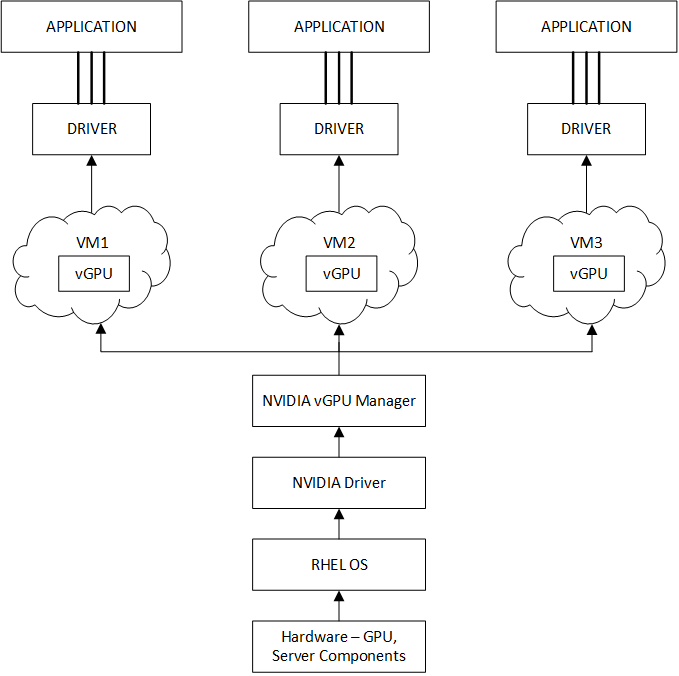 APPLICATION
APPLICATION
APPLICATION
DRIVER
DRIVER
DRIVER
VM1
VM2
VM3
vGPU
vGPU
vGPU
NVIDIA vGPU Manager
NVIDIA Driver
RHEL OS
Hardware – GPU,
Server Components